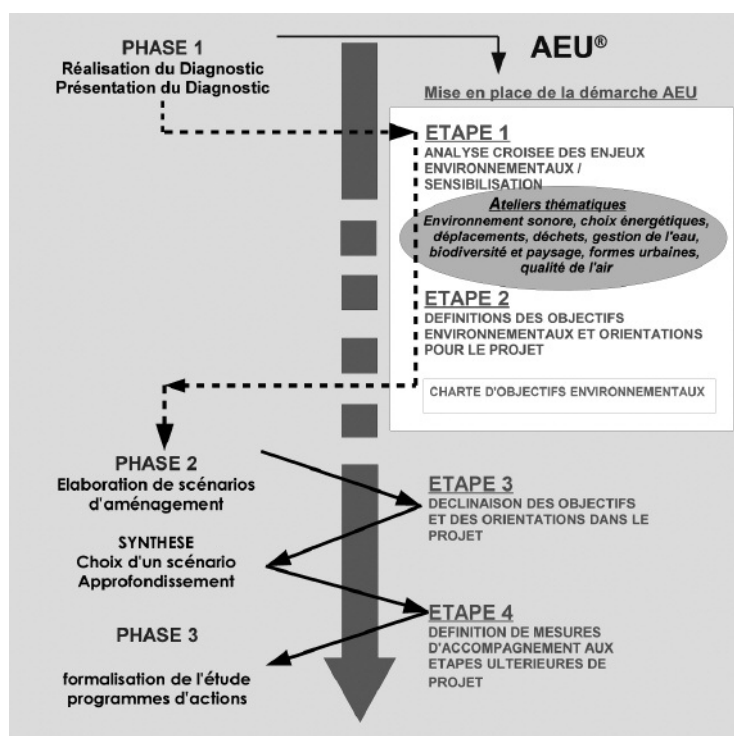 PHASE 1
Réalisation du Diagnostic
Présentation du Diagnostic
AEU®
Mise en place de la démarche AEU
ETAPE 1
ANALYSE CROISEE DES ENJEUX
ENVIRONNEMENTAUX /
SENSIBILISATION
Ateliers thématiques
Environnement sonore, choix énergétiques,
déplacements, déchets, gestion de l'eau,
biodiversité et paysage, formes urbaines,
qualité de l'air
ETAPE 2
DEFINITIONS DES OBJECTIFS
ENVIRONNEMENTAUX ET ORIENTATIONS
POUR LE PROJET
CHARTE D'OBJECTIFS ENVIRONNEMENTAUX
PHASE 2
Elaboration de scénarios
d'aménagement
ETAPE 3
DECLINAISON DES OBJECTIFS
ET DES ORIENTATIONS DANS LE
PROJET
SYNTHESE
Choix d'un scénario
Approfondissement
ETAPE 4
DEFINITION DE MESURES
D'ACCOMPAGNEMENT AUX
ETAPES ULTERIEURES DE
PROJET
PHASE 3
formalisation de l'étude
programmes d'actions